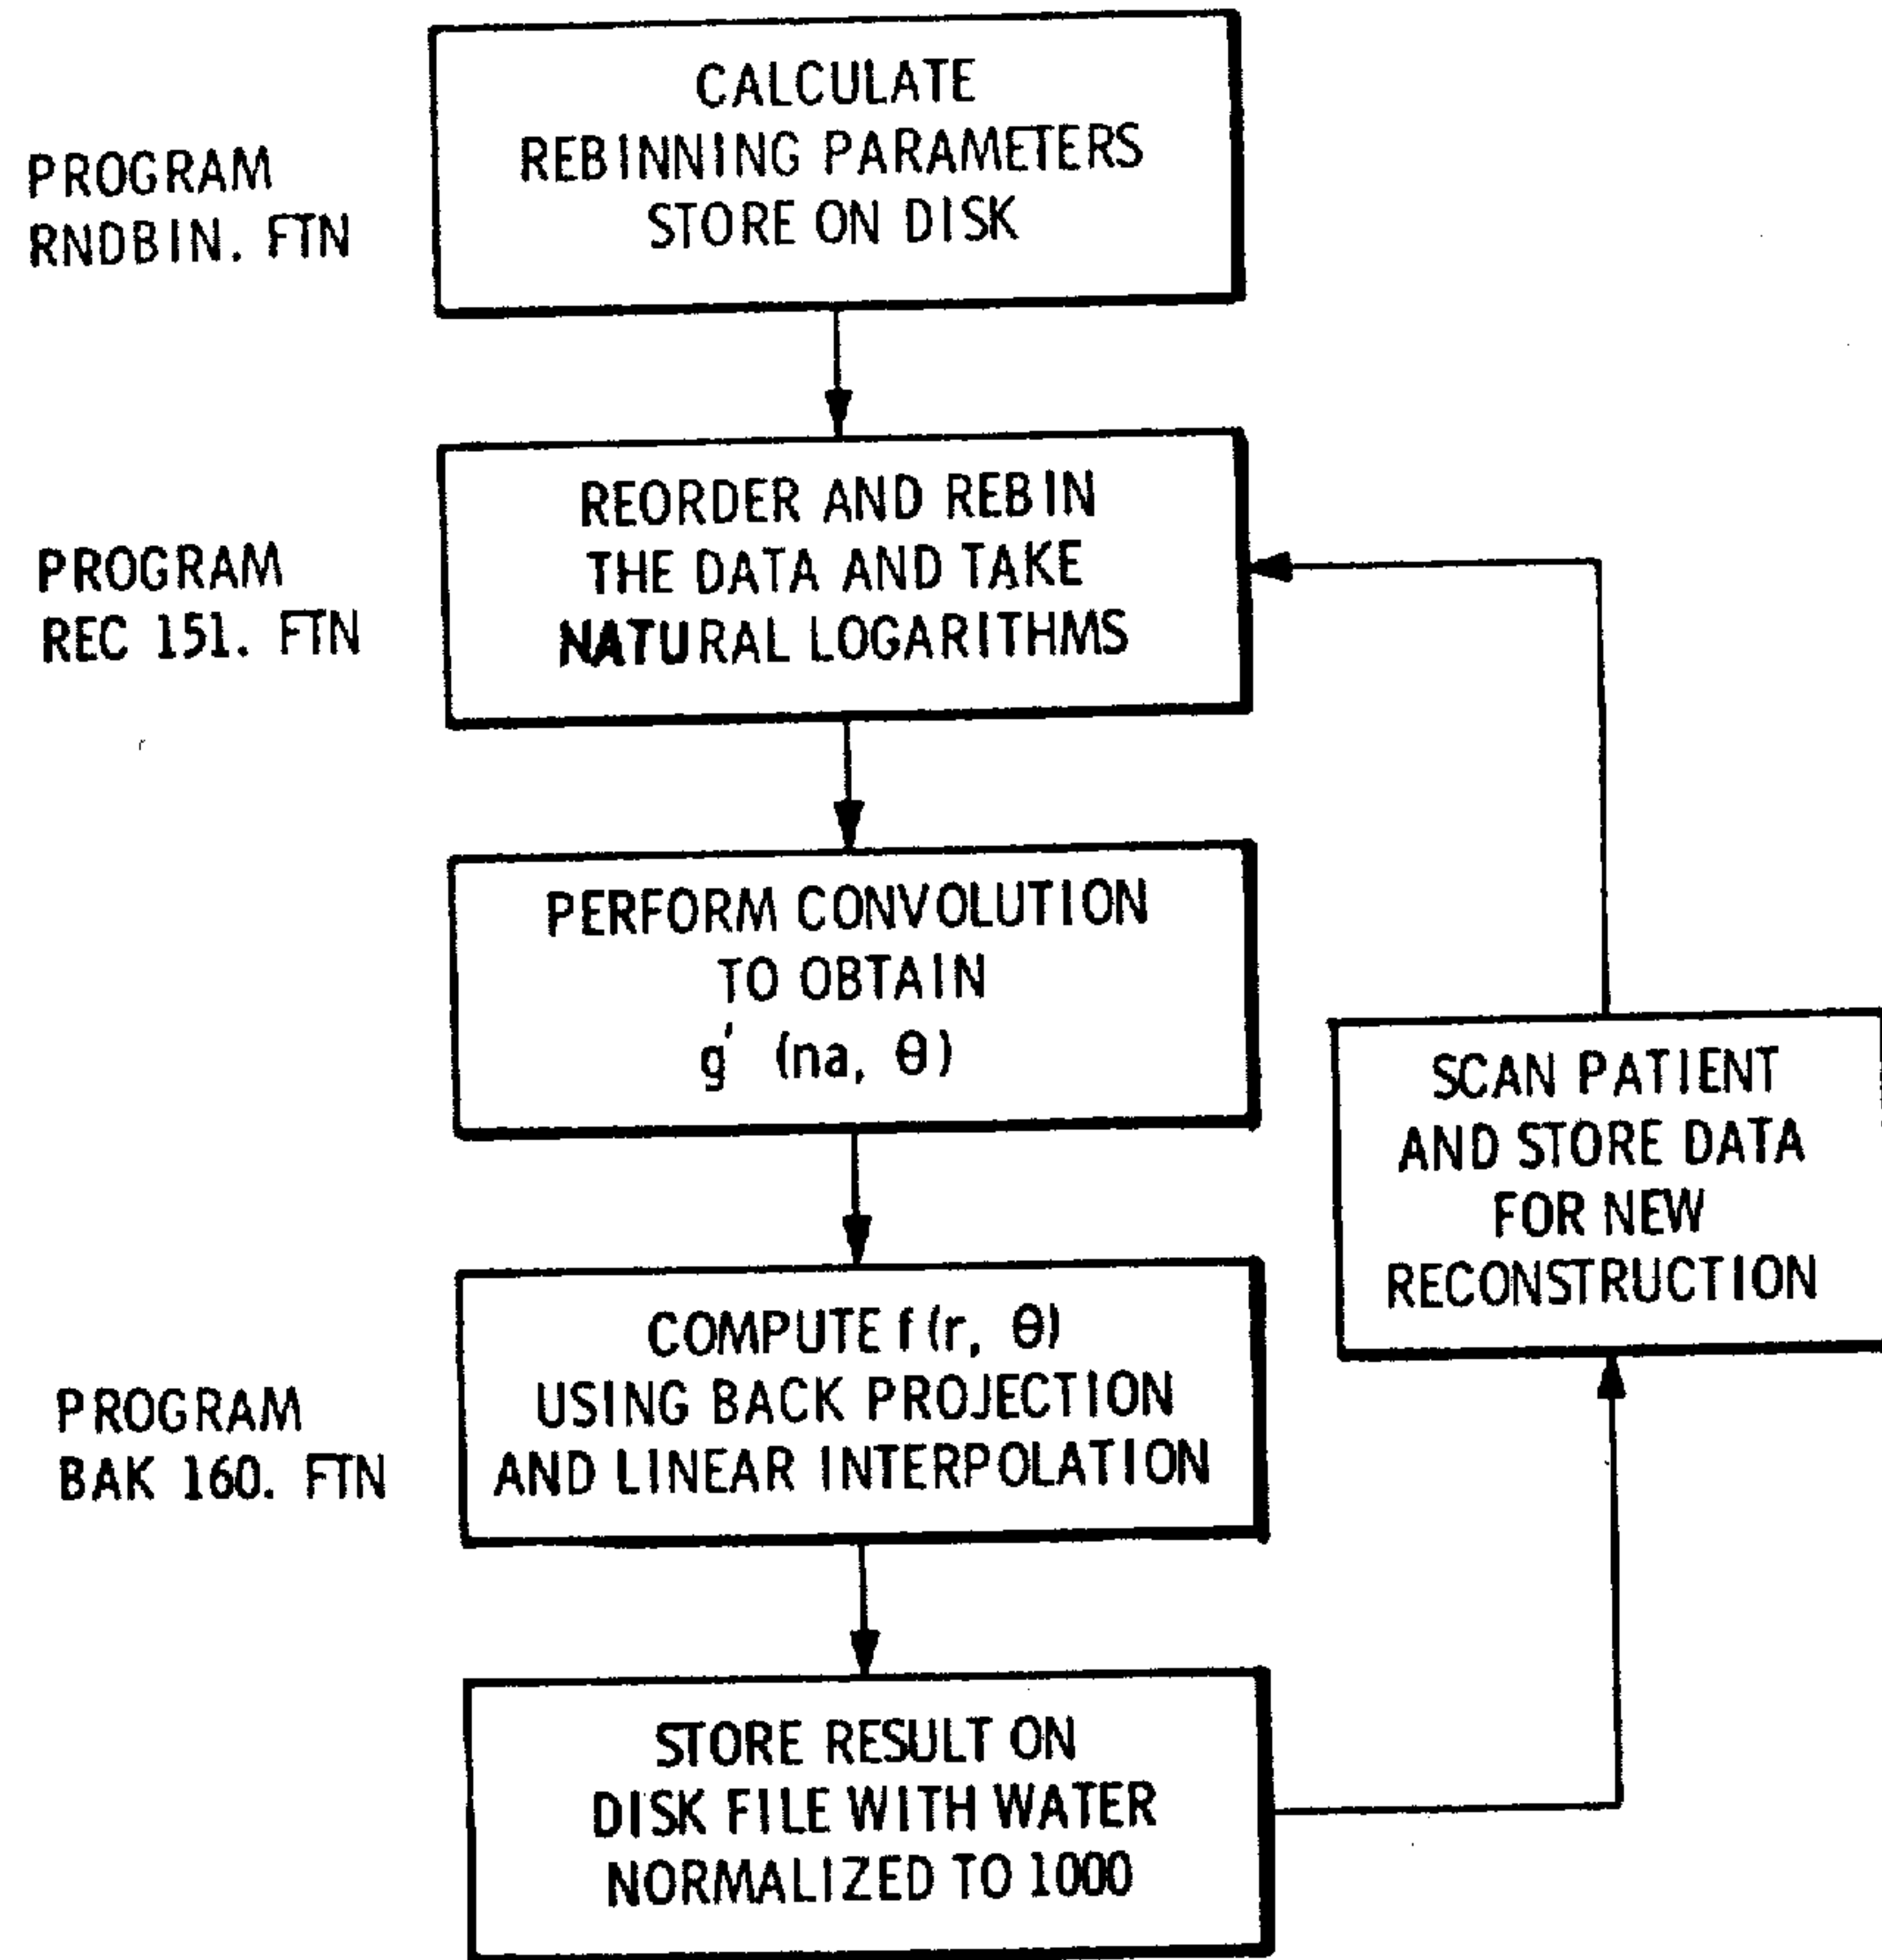 CALCULATE
REBINNING PARAMETERS
STORE ON DISK
PROGRAM
RNDBIN. FTN
REORDER AND REBIN
THE DATA AND TAKE
NATURAL LOGARITHMS
PROGRAM
REC 151. FTN
PERFORM CONVOLUTION
TO OBTAIN
g′ (na, θ)
SCAN PATIENT
AND STORE DATA
FOR NEW
RECONSTRUCTION
COMPUTE f (r, θ)
USING BACK PROJECTION
AND LINEAR INTERPOLATION
PROGRAM
BAK 160. FTN
STORE RESULT ON
DISK FILE WITH WATER
NORMALIZED TO 1000